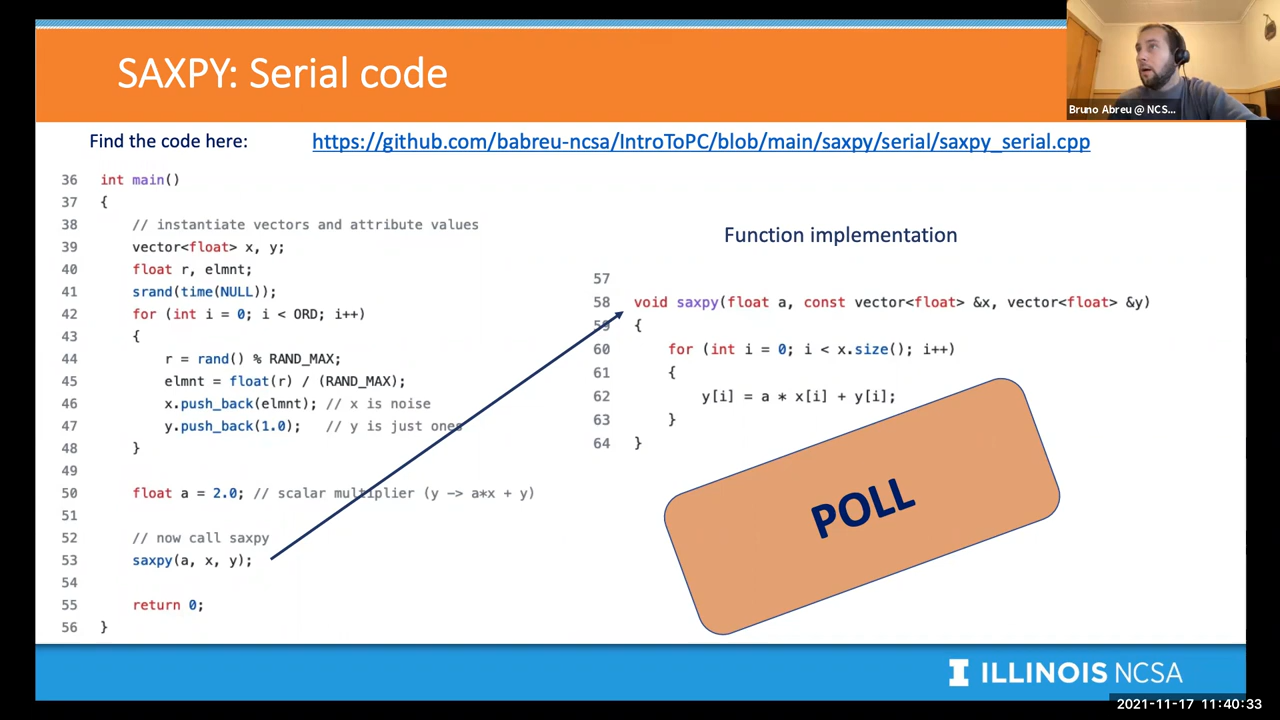 SAXPY: Serial code
Bruno Abreu @ NCS...
Find the code here: https://github.com/babreu-ncsa/IntroToPC/blob/main/saxpy/serial/saxpy_serial.cpp
36 int main()
37 {
38 // instantiate vectors and attribute values
39 vector<float> x, y;
40 float r, elmnt;
41 srand(time(NULL));
42 for (int i = 0; i < ORD; i++)
43 {
44 r = rand() % RAND_MAX;
45 elmnt = float(r) / (RAND_MAX);
46 x.push_back(elmnt); // x is noise
47 y.push_back(1.0); // y is just ones
48 }
49
50 float a = 2.0; // scalar multiplier (y -> a*x + y)
51
52 // now call saxpy
53 saxpy(a, x, y);
54
55 return 0;
56 }
Function implementation
57
58 void saxpy(float a, const vector<float> &x, vector<float> &y)
59 {
60 for (int i = 0; i < x.size(); i++)
61 {
62 y[i] = a * x[i] + y[i];
63 }
64 }
POLL
I ILLINOIS NCSA
2021-11-17 11:40:33